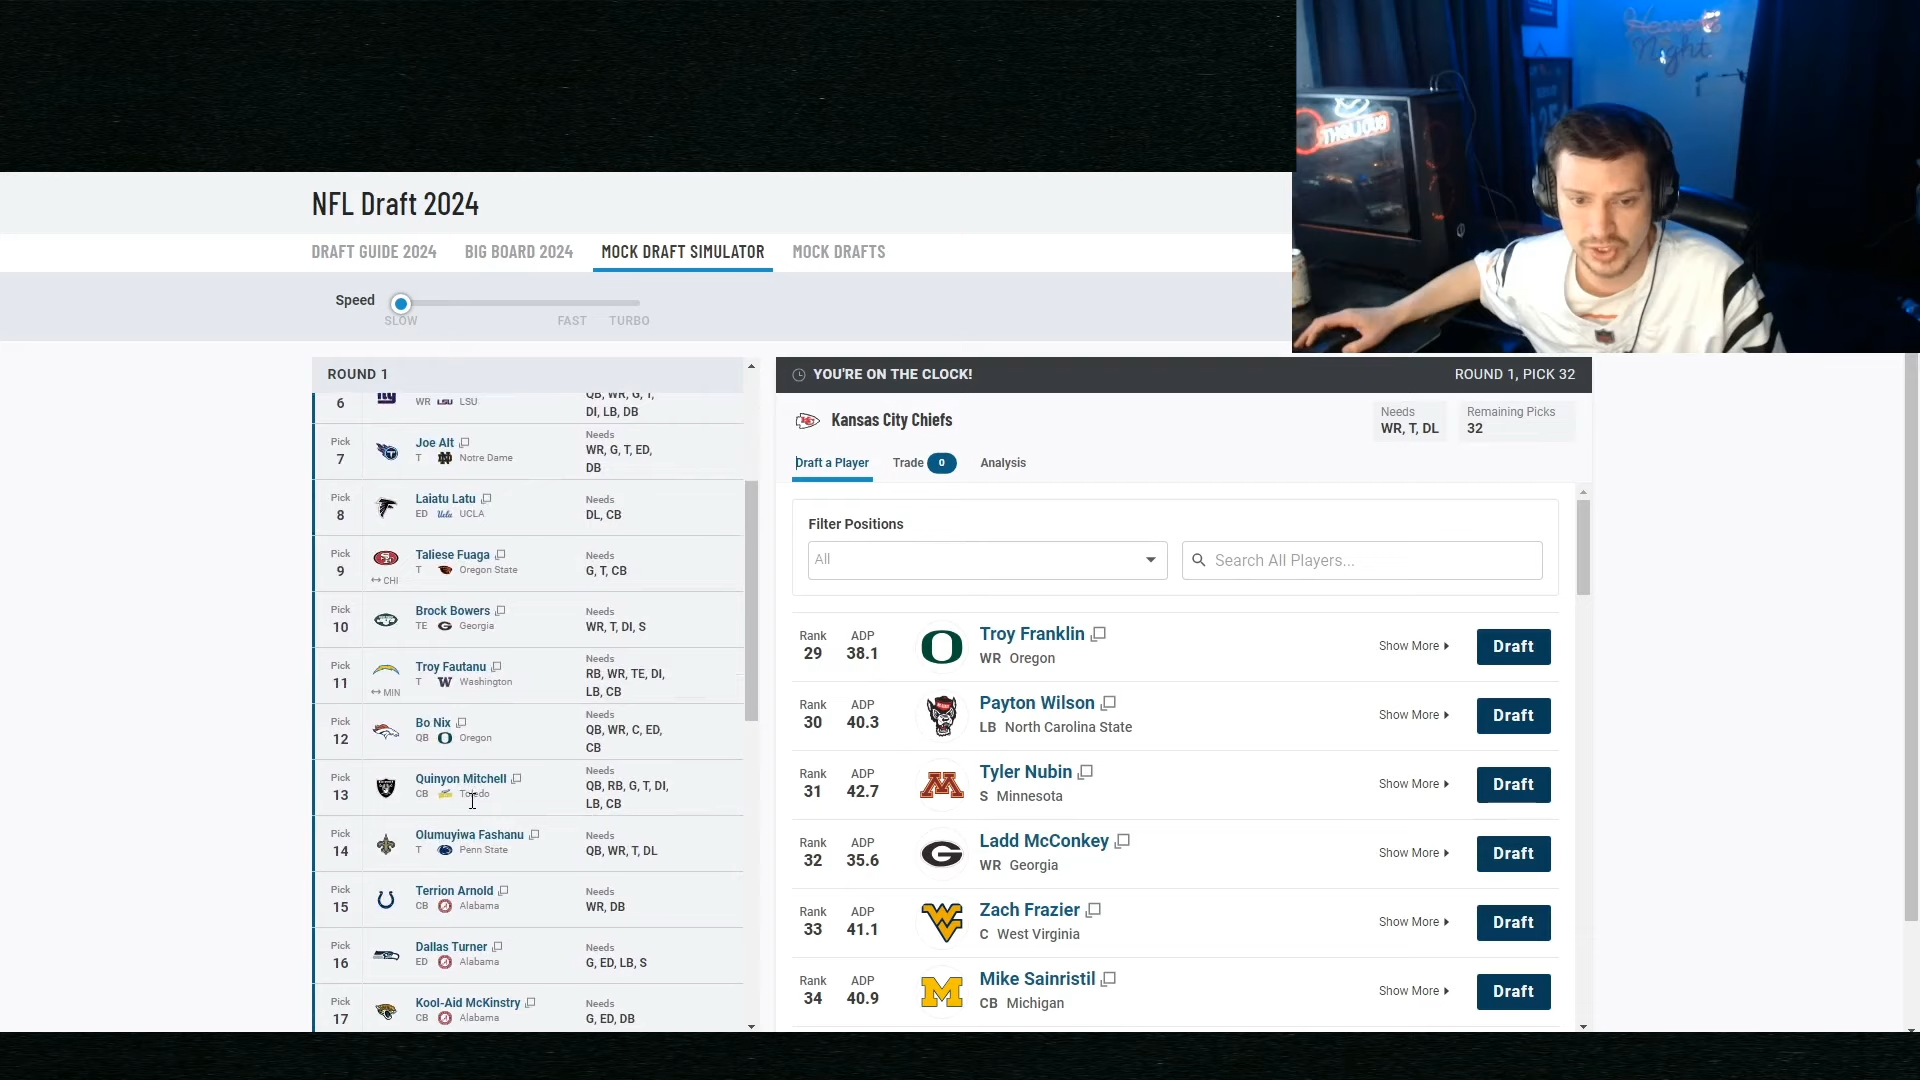 NFL Draft 2024
DRAFT GUIDE 2024 BIG BOARD 2024 MOCK DRAFT SIMULATOR MOCK DRAFTS
Speed
SLOW FAST TURBO
ROUND 1
6
WR LSU LSU
QB, WR, G, T,
DI, LB, DB
Pick
7
Joe Alt
T Notre Dame
Needs
WR, G, T, ED,
DB
Pick
8
Laiatu Latu
ED Ucla UCLA
Needs
DL, CB
Pick
9
↔ CHI
Taliese Fuaga
T Oregon State
Needs
G, T, CB
Pick
10
Brock Bowers
TE G Georgia
Needs
WR, T, DI, S
Pick
11
↔ MIN
Troy Fautanu
T W Washington
Needs
RB, WR, TE, DI,
LB, CB
Pick
12
Bo Nix
QB O Oregon
Needs
QB, WR, C, ED,
CB
Pick
13
Quinyon Mitchell
CB Toledo
Needs
QB, RB, G, T, DI,
LB, CB
Pick
14
Olumuyiwa Fashanu
T Penn State
Needs
QB, WR, T, DL
Pick
15
Terrion Arnold
CB Alabama
Needs
WR, DB
Pick
16
Dallas Turner
ED Alabama
Needs
G, ED, LB, S
Pick
17
Kool-Aid McKinstry
CB Alabama
Needs
G, ED, DB
YOU'RE ON THE CLOCK! ROUND 1, PICK 32
KC Kansas City Chiefs
Needs
WR, T, DL
Remaining Picks
32
Draft a Player Trade 0 Analysis
Filter Positions
All
Search All Players...
Rank
29
ADP
38.1
O
Troy Franklin
WR Oregon
Show More
Draft
Rank
30
ADP
40.3
Payton Wilson
LB North Carolina State
Show More
Draft
Rank
31
ADP
42.7
M
Tyler Nubin
S Minnesota
Show More
Draft
Rank
32
ADP
35.6
G
Ladd McConkey
WR Georgia
Show More
Draft
Rank
33
ADP
41.1
WV
Zach Frazier
C West Virginia
Show More
Draft
Rank
34
ADP
40.9
M
Mike Sainristil
CB Michigan
Show More
Draft
Night